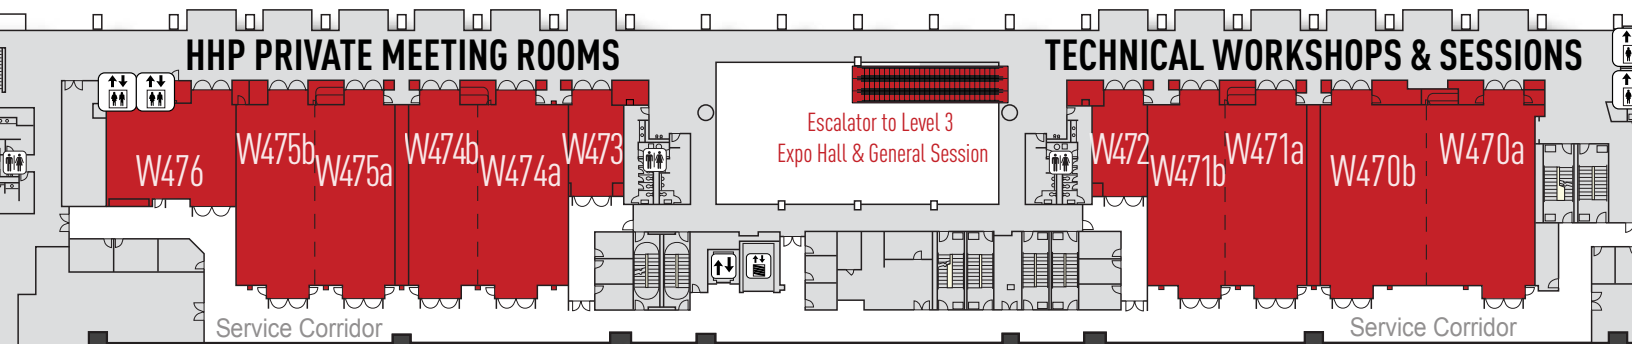 HHP PRIVATE MEETING ROOMS
TECHNICAL WORKSHOPS & SESSIONS
Escalator to Level 3
Expo Hall & General Session
W476
W475b
W475a
W474b
W474a
W473
W472
W471b
W471a
W470b
W470a
Service Corridor
Service Corridor